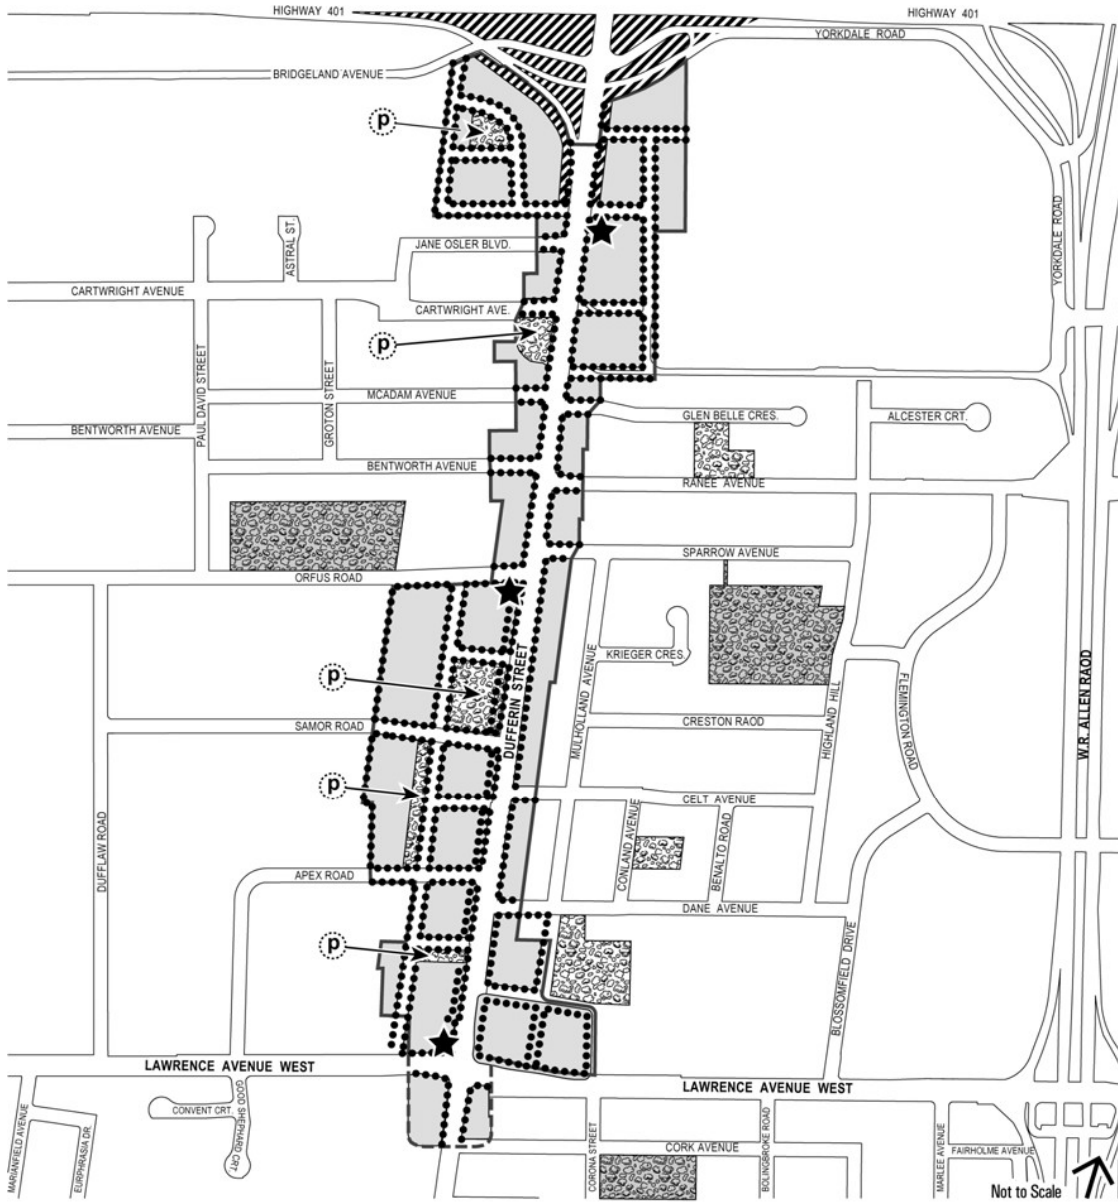 HIGHWAY 401
HIGHWAY 401
YORKDALE ROAD
BRIDGELAND AVENUE
p
YORKDALE ROAD
ASTRAL ST.
JANE OSLER BLVD.
CARTWRIGHT AVENUE
CARTWRIGHT AVE.
p
PAUL DAVID STREET
GROTON STREET
MCADAM AVENUE
GLEN BELLE CRES.
ALCESTER CRT.
BENTWORTH AVENUE
BENTWORTH AVENUE
RANEE AVENUE
SPARROW AVENUE
ORFUS ROAD
KRIEGER CRES.
p
DUFFERIN STREET
MULHOLLAND AVENUE
HIGHLAND HILL
FLEMINGTON ROAD
W.R. ALLEN RAOD
SAMOR ROAD
CRESTON RAOD
p
CELT AVENUE
DUFFLAW ROAD
CONLAND AVENUE
BENALTO ROAD
APEX ROAD
DANE AVENUE
p
BLOSSOMFIELD DRIVE
LAWRENCE AVENUE WEST
LAWRENCE AVENUE WEST
CONVENT CRT.
GOOD SHEPHARD CRT.
MARIANFIELD AVENUE
EURPHRASIA DR.
CORONA STREET
CORK AVENUE
BOLINGBROKE ROAD
MARLEE AVENUE
FAIRHOLME AVENUE
Not to Scale